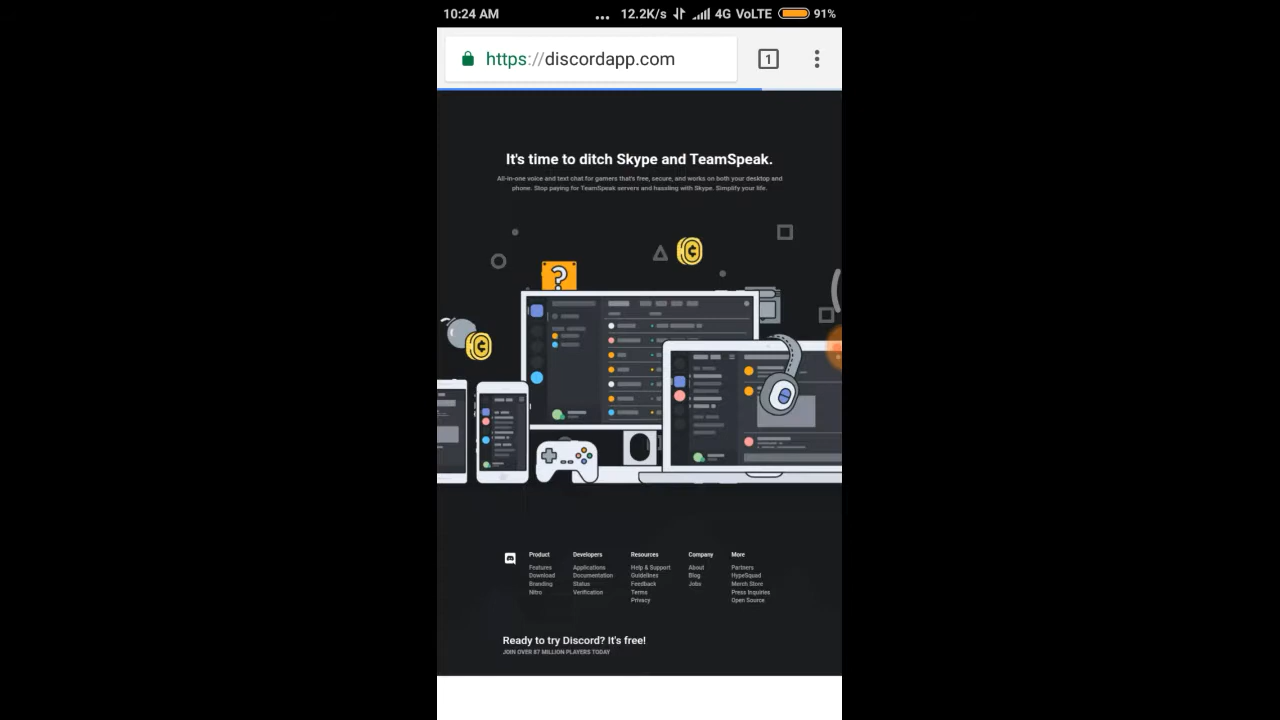 10:24 AM ... 12.2K/s 4G VoLTE 91%
https://discordapp.com 1
It's time to ditch Skype and TeamSpeak.
All-in-one voice and text chat for gamers that's free, secure, and works on both your desktop and
phone. Stop paying for TeamSpeak servers and hassling with Skype. Simplify your life.
?
Product Developers Resources Company More
Features Applications Help & Support About Partners
Download Documentation Guidelines Blog HypeSquad
Branding Status Feedback Jobs Merch Store
Nitro Verification Terms Press Inquiries
Privacy Open Source
Ready to try Discord? It's free!
JOIN OVER 87 MILLION PLAYERS TODAY